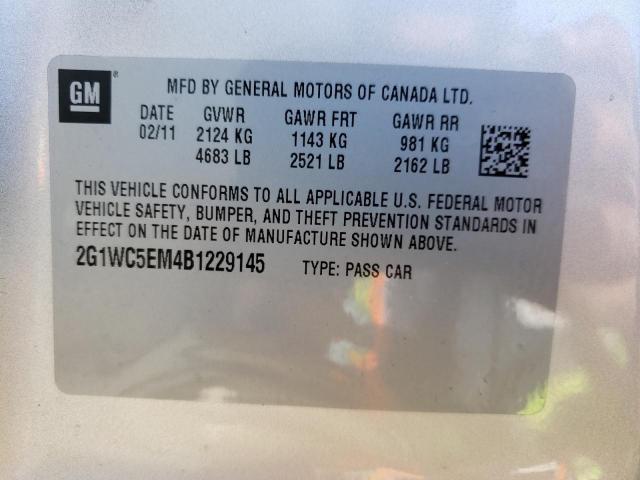 GM
MFD BY GENERAL MOTORS OF CANADA LTD.
DATE GVWR GAWR FRT GAWR RR
02/11 2124 KG 1143 KG 981 KG
4683 LB 2521 LB 2162 LB
THIS VEHICLE CONFORMS TO ALL APPLICABLE U.S. FEDERAL MOTOR
VEHICLE SAFETY, BUMPER, AND THEFT PREVENTION STANDARDS IN
EFFECT ON THE DATE OF MANUFACTURE SHOWN ABOVE.
2G1WC5EM4B1229145 TYPE: PASS CAR